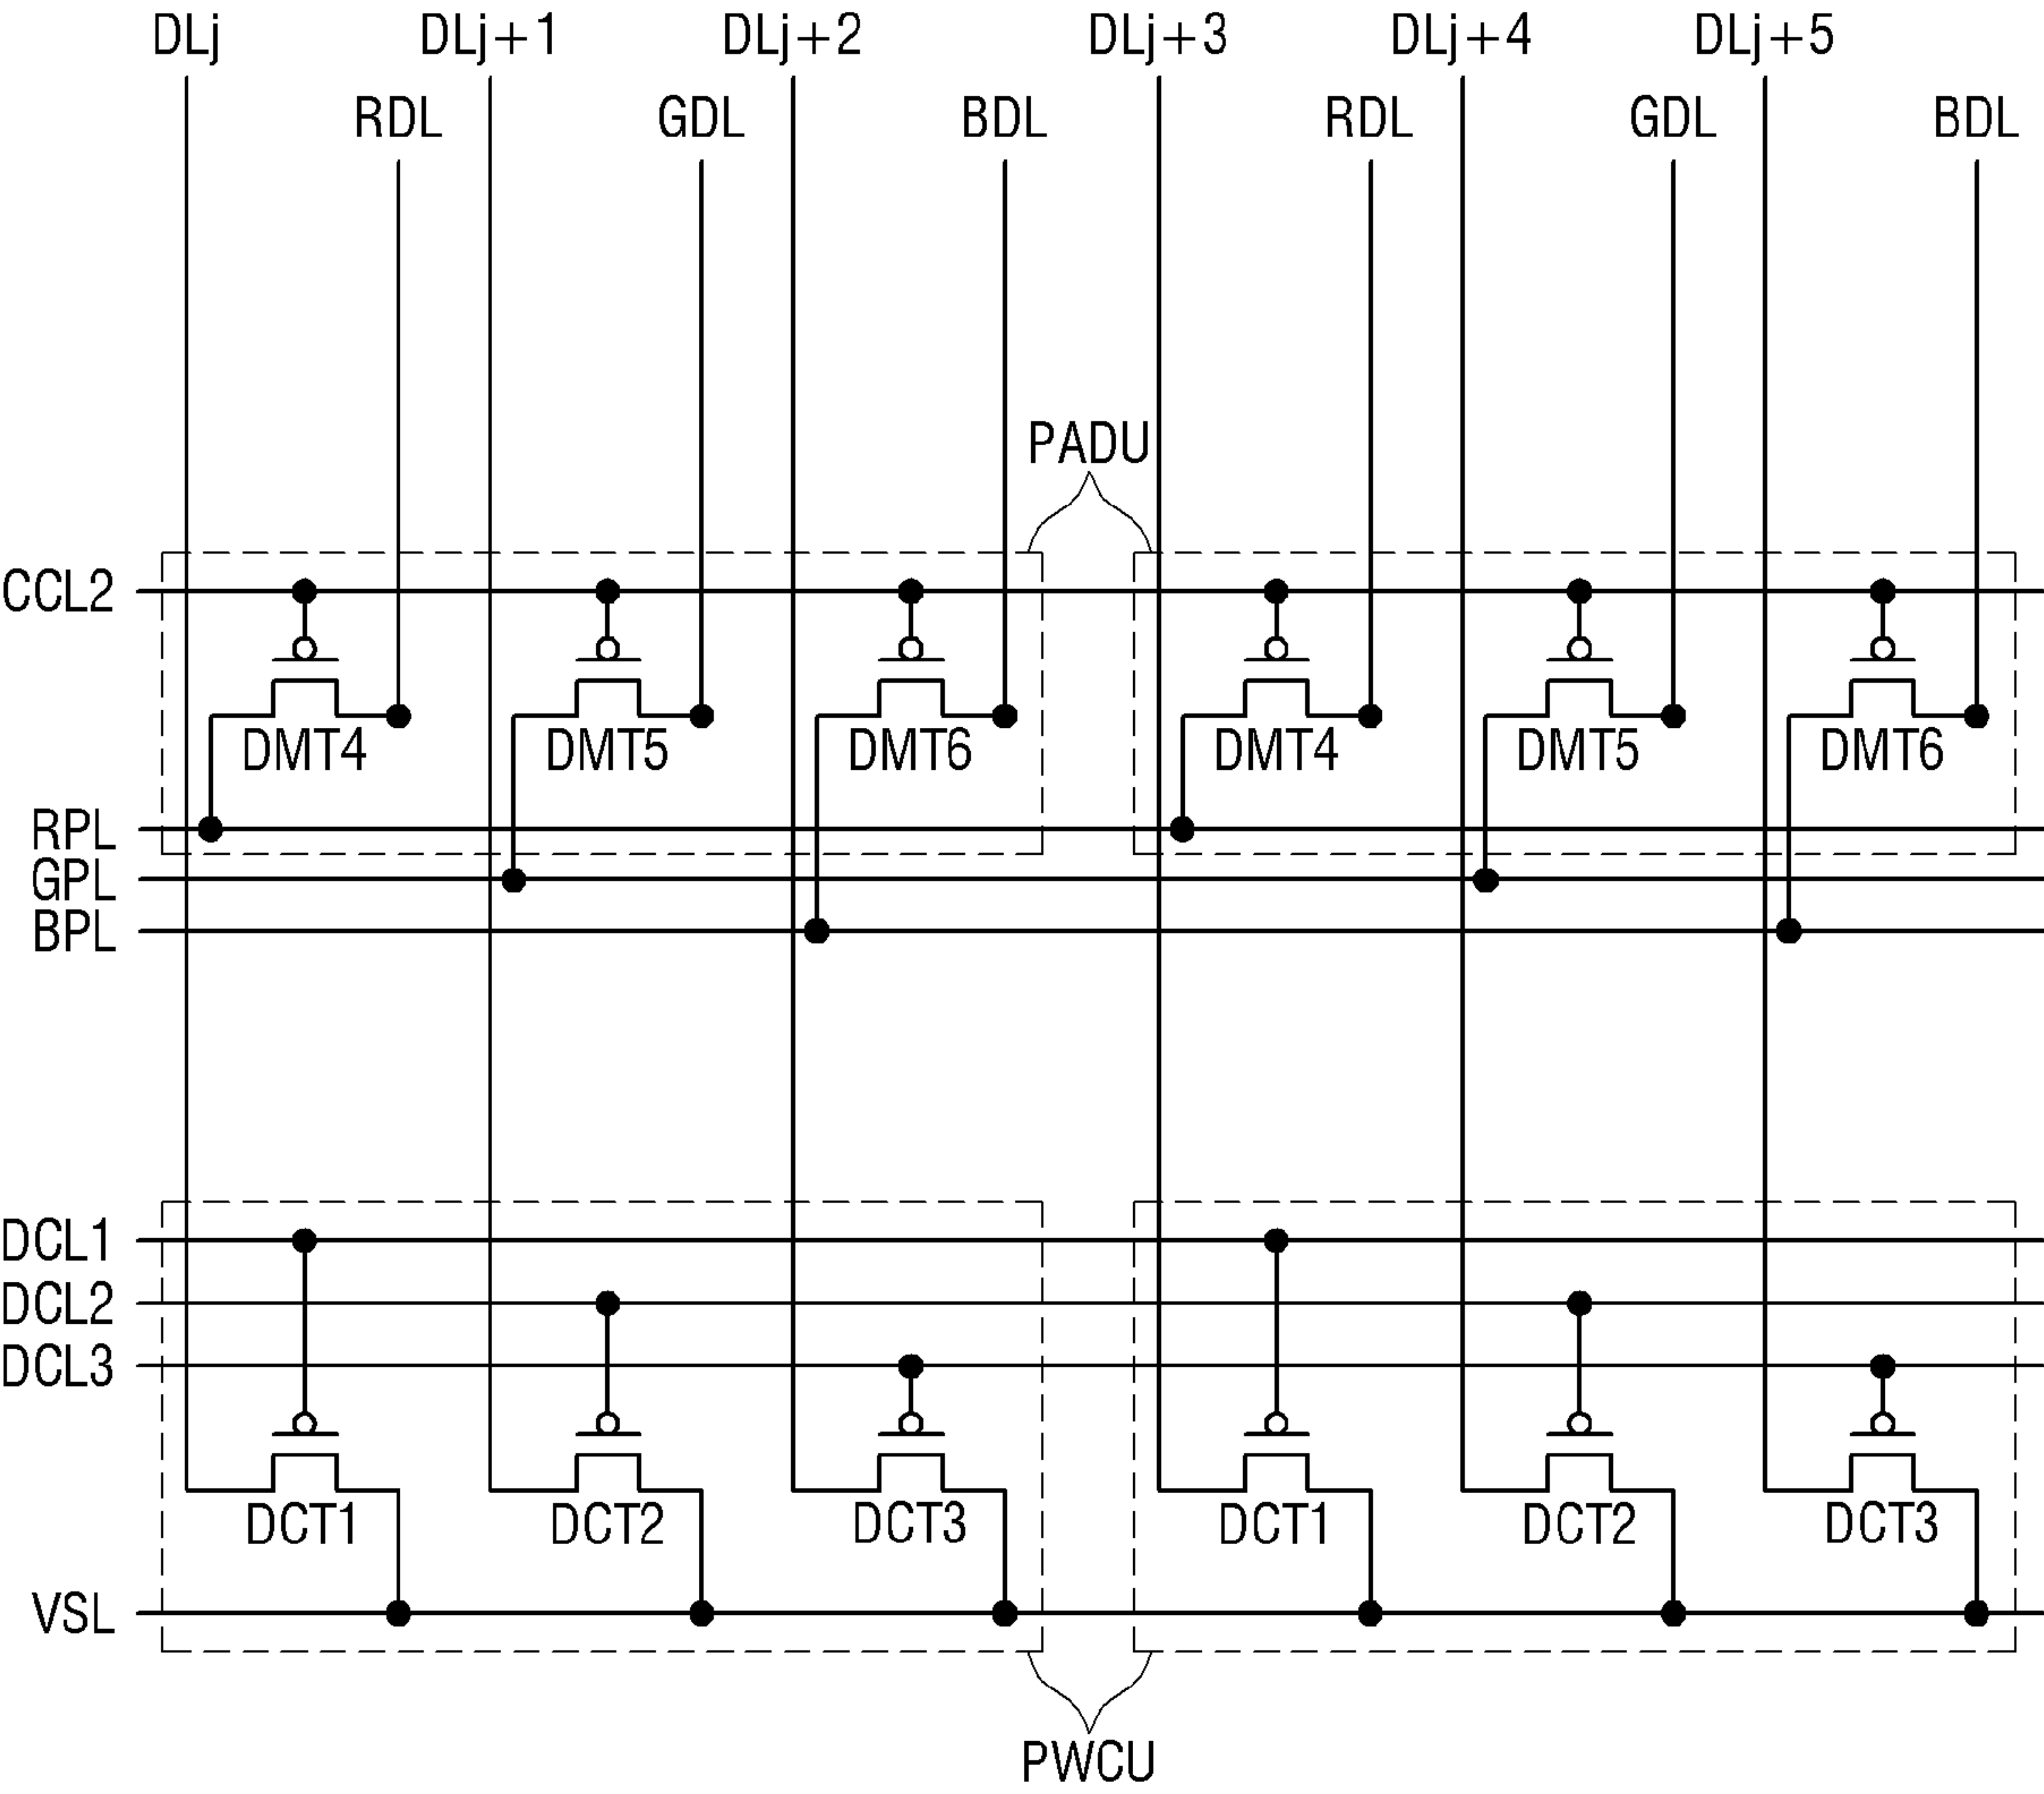 DLj DLj+1 DLj+2 DLj+3 DLj+4 DLj+5
RDL GDL BDL RDL GDL BDL
PADU
CCL2
DMT4 DMT5 DMT6 DMT4 DMT5 DMT6
RPL
GPL
BPL
DCL1
DCL2
DCL3
DCT1 DCT2 DCT3 DCT1 DCT2 DCT3
VSL
PWCU